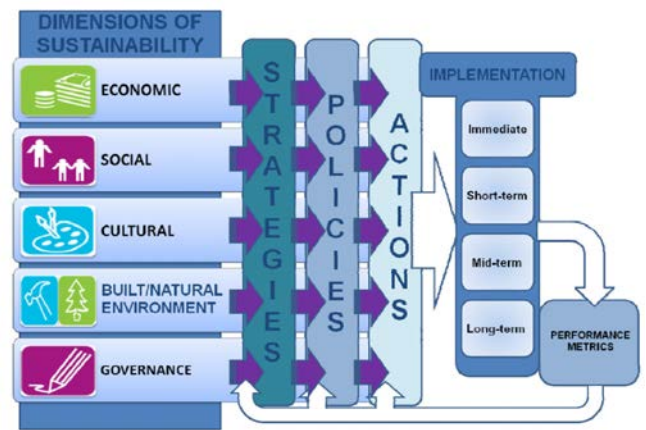 DIMENSIONS OF
SUSTAINABILITY
ECONOMIC
SOCIAL
CULTURAL
BUILT/NATURAL
ENVIRONMENT
GOVERNANCE
STRATEGIES
POLICIES
ACTIONS
IMPLEMENTATION
Immediate
Short-term
Mid-term
Long-term
PERFORMANCE
METRICS